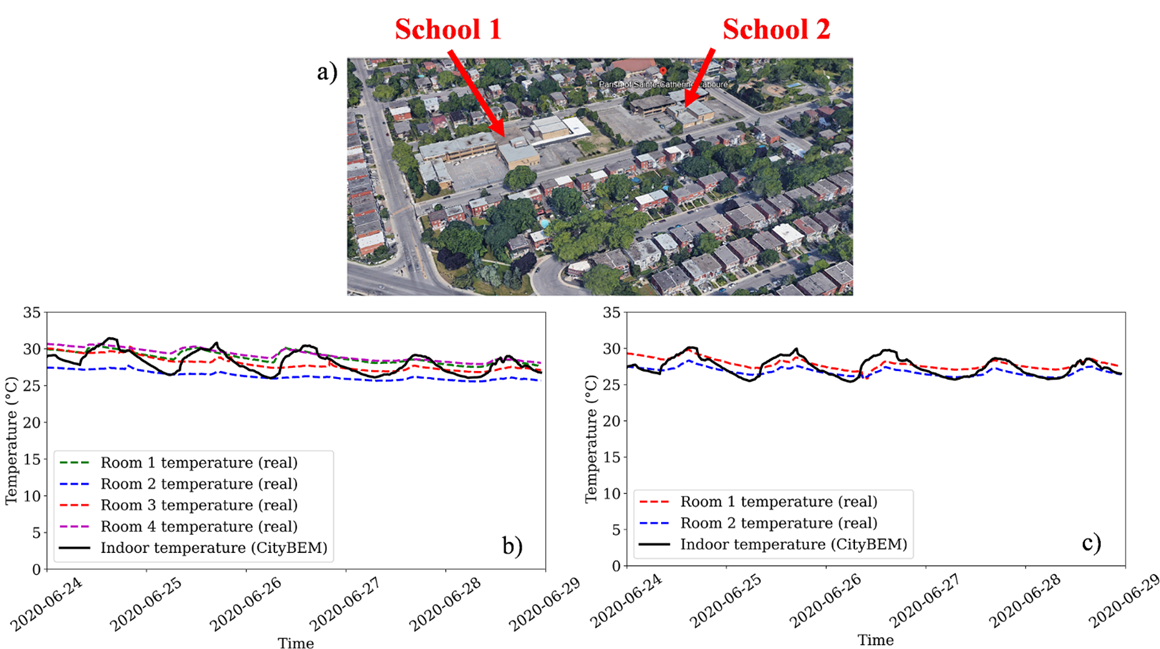 School 1
School 2
a)
35
30
25
20
15
10
5
0
Temperature (°C)
Room 1 temperature (real)
Room 2 temperature (real)
Room 3 temperature (real)
Room 4 temperature (real)
Indoor temperature (CityBEM)
b)
2020-06-24
2020-06-25
2020-06-26
2020-06-27
2020-06-28
2020-06-29
Time
35
30
25
20
15
10
5
0
Temperature (°C)
Room 1 temperature (real)
Room 2 temperature (real)
Indoor temperature (CityBEM)
c)
2020-06-24
2020-06-25
2020-06-26
2020-06-27
2020-06-28
2020-06-29
Time